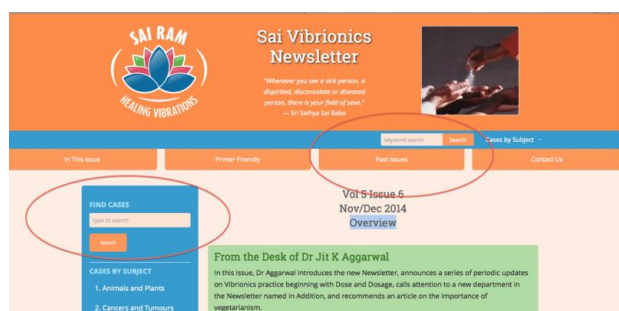 SAI RAM
HEALING VIBRATIONS
Sai Vibrionics
Newsletter
"Wherever you see a sick person, a
dispirited, disconsolate or diseased
person, there is your field of seva."
— Sri Sathya Sai Baba
keyword search
Search
Cases by Subject
In This Issue
Printer Friendly
Past Issues
Contact Us
FIND CASES
type to search
Search
CASES BY SUBJECT
1. Animals and Plants
2. Cancers and Tumours
Vol 5 Issue 6
Nov/Dec 2014
Overview
From the Desk of Dr Jit K Aggarwal
In this issue, Dr Aggarwal introduces the new Newsletter, announces a series of periodic updates
on Vibrionics practice beginning with Dose and Dosage, calls attention to a new department in
the Newsletter named In Addition, and recommends an article on the importance of
vegetarianism.